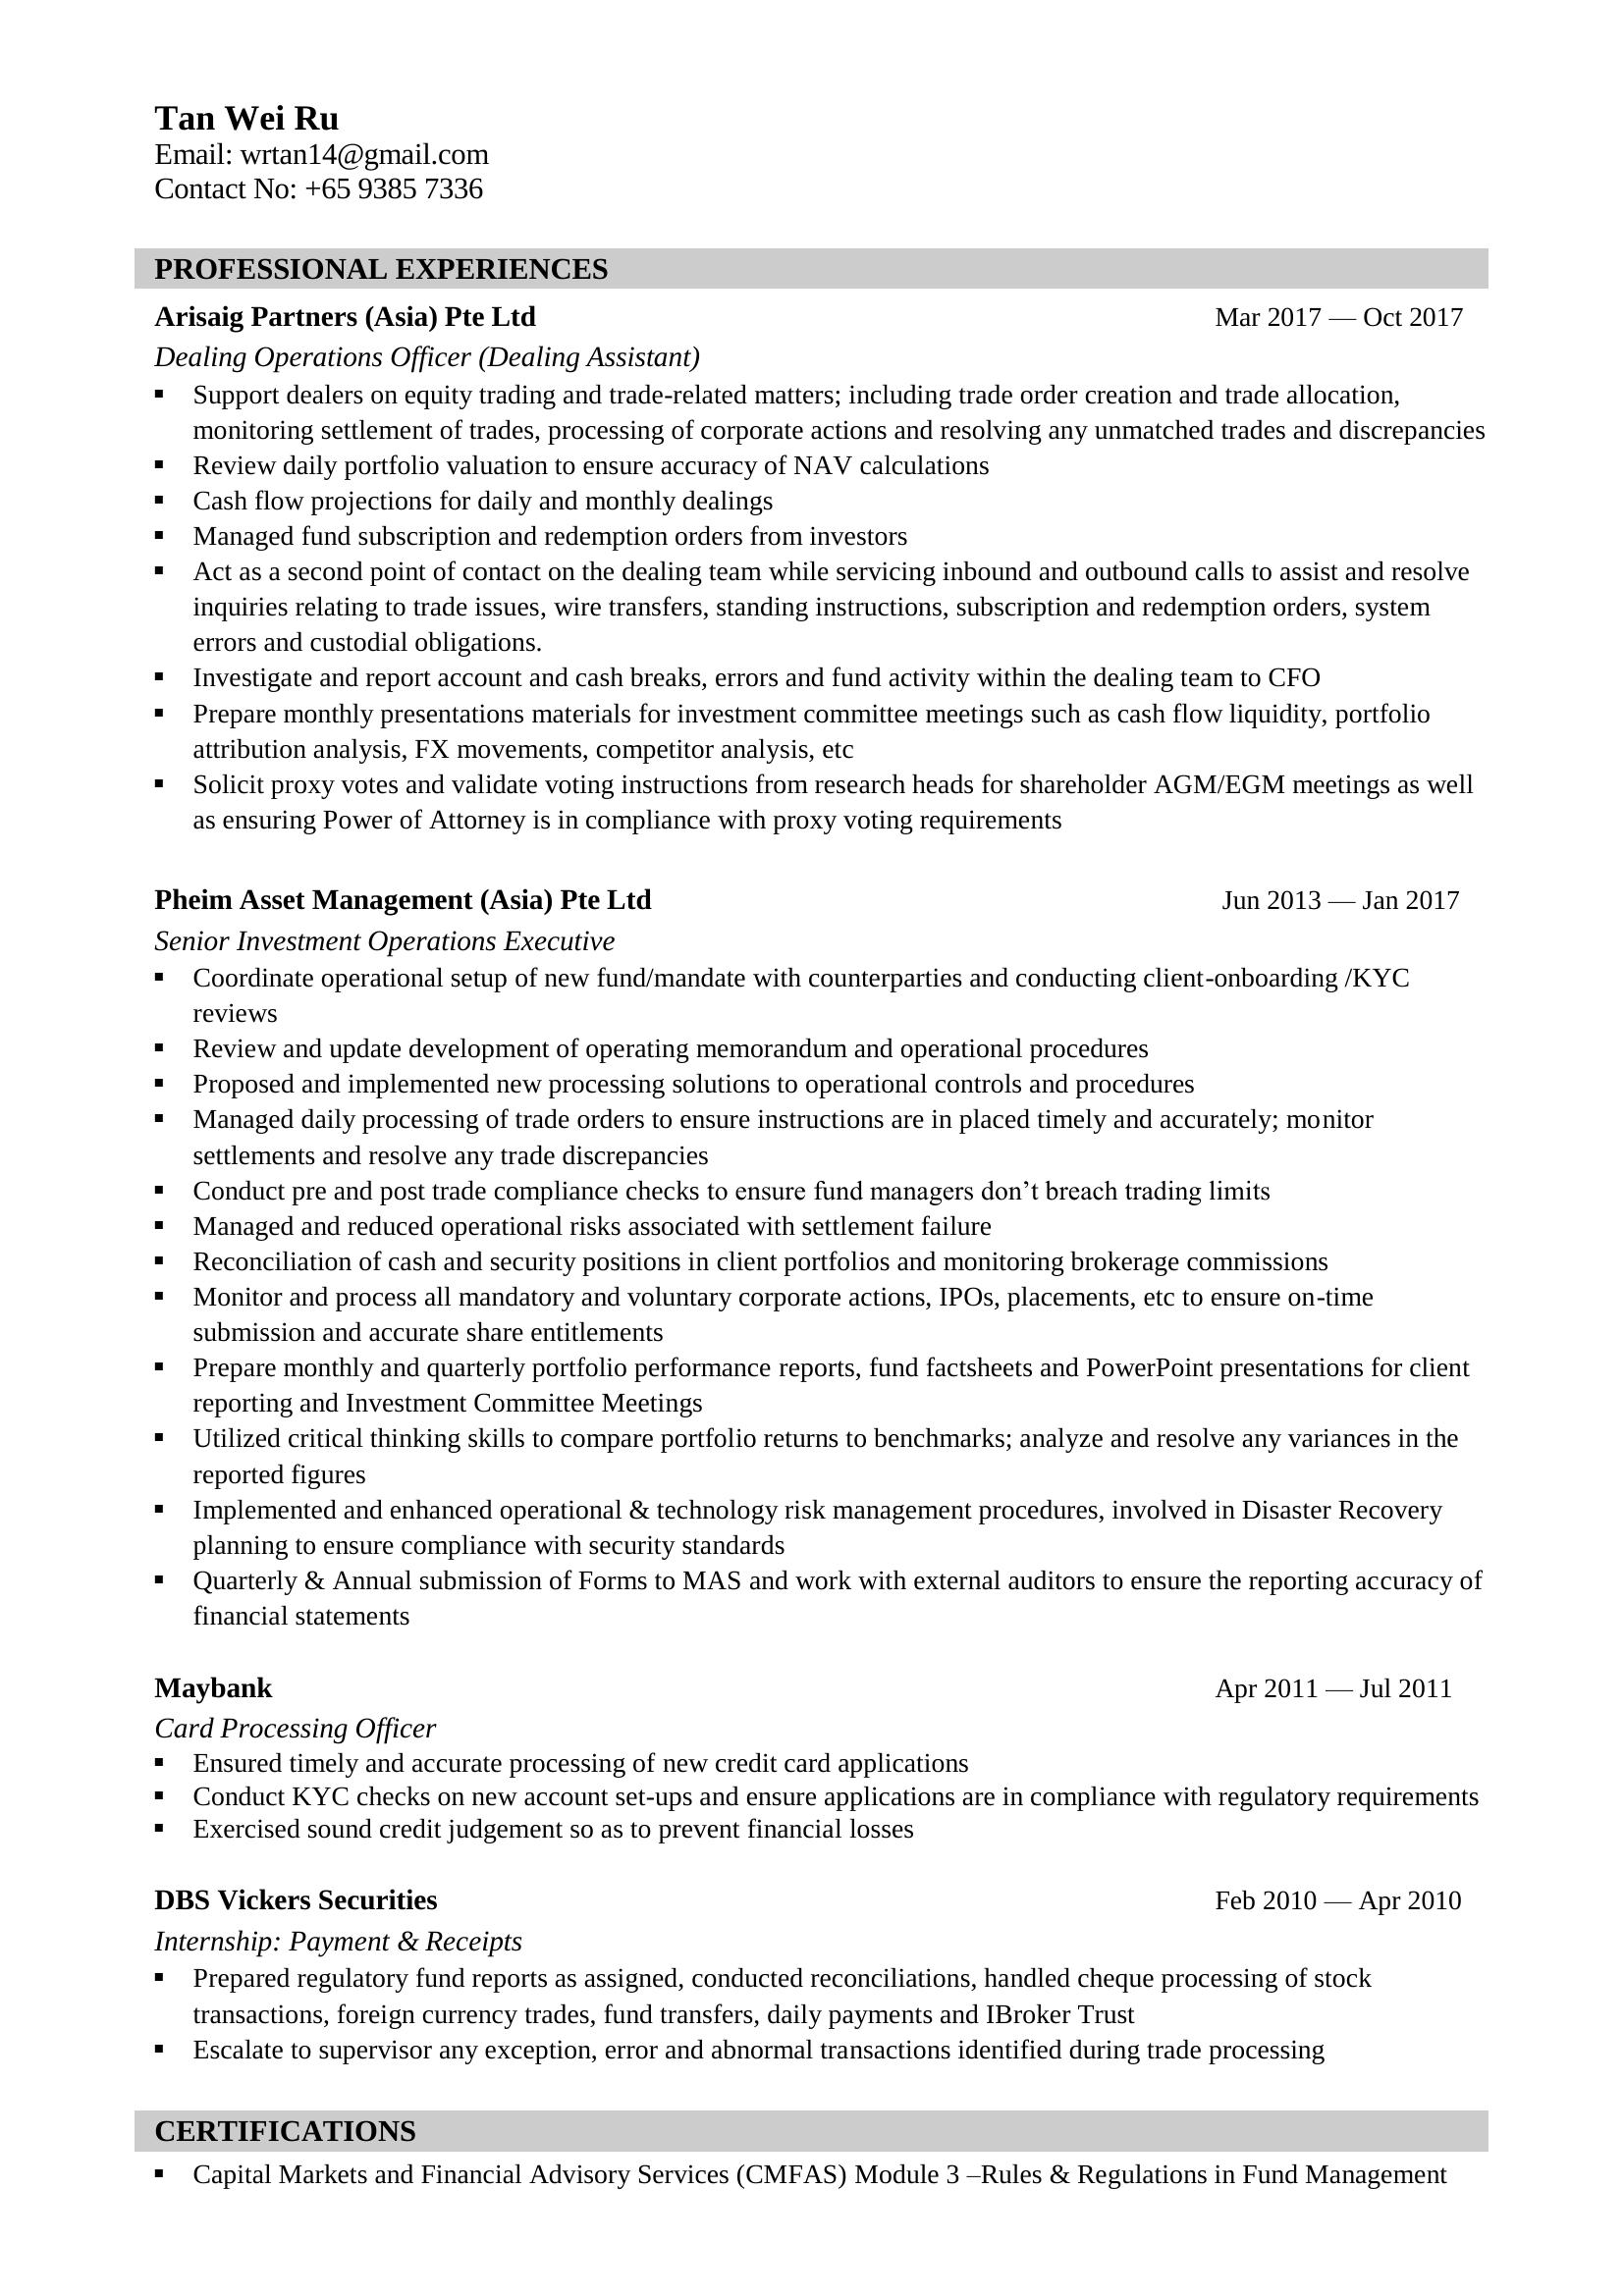 Tan Wei Ru
Email: wrtan14@gmail.com
Contact No: +65 9385 7336
PROFESSIONAL EXPERIENCES
Arisaig Partners (Asia) Pte Ltd Mar 2017 — Oct 2017
Dealing Operations Officer (Dealing Assistant)
▪ Support dealers on equity trading and trade-related matters; including trade order creation and trade allocation,
monitoring settlement of trades, processing of corporate actions and resolving any unmatched trades and discrepancies
▪ Review daily portfolio valuation to ensure accuracy of NAV calculations
▪ Cash flow projections for daily and monthly dealings
▪ Managed fund subscription and redemption orders from investors
▪ Act as a second point of contact on the dealing team while servicing inbound and outbound calls to assist and resolve
inquiries relating to trade issues, wire transfers, standing instructions, subscription and redemption orders, system
errors and custodial obligations.
▪ Investigate and report account and cash breaks, errors and fund activity within the dealing team to CFO
▪ Prepare monthly presentations materials for investment committee meetings such as cash flow liquidity, portfolio
attribution analysis, FX movements, competitor analysis, etc
▪ Solicit proxy votes and validate voting instructions from research heads for shareholder AGM/EGM meetings as well
as ensuring Power of Attorney is in compliance with proxy voting requirements
Pheim Asset Management (Asia) Pte Ltd Jun 2013 — Jan 2017
Senior Investment Operations Executive
▪ Coordinate operational setup of new fund/mandate with counterparties and conducting client-onboarding /KYC
reviews
▪ Review and update development of operating memorandum and operational procedures
▪ Proposed and implemented new processing solutions to operational controls and procedures
▪ Managed daily processing of trade orders to ensure instructions are in placed timely and accurately; monitor
settlements and resolve any trade discrepancies
▪ Conduct pre and post trade compliance checks to ensure fund managers don’t breach trading limits
▪ Managed and reduced operational risks associated with settlement failure
▪ Reconciliation of cash and security positions in client portfolios and monitoring brokerage commissions
▪ Monitor and process all mandatory and voluntary corporate actions, IPOs, placements, etc to ensure on-time
submission and accurate share entitlements
▪ Prepare monthly and quarterly portfolio performance reports, fund factsheets and PowerPoint presentations for client
reporting and Investment Committee Meetings
▪ Utilized critical thinking skills to compare portfolio returns to benchmarks; analyze and resolve any variances in the
reported figures
▪ Implemented and enhanced operational & technology risk management procedures, involved in Disaster Recovery
planning to ensure compliance with security standards
▪ Quarterly & Annual submission of Forms to MAS and work with external auditors to ensure the reporting accuracy of
financial statements
Maybank Apr 2011 — Jul 2011
Card Processing Officer
▪ Ensured timely and accurate processing of new credit card applications
▪ Conduct KYC checks on new account set-ups and ensure applications are in compliance with regulatory requirements
▪ Exercised sound credit judgement so as to prevent financial losses
DBS Vickers Securities Feb 2010 — Apr 2010
Internship: Payment & Receipts
▪ Prepared regulatory fund reports as assigned, conducted reconciliations, handled cheque processing of stock
transactions, foreign currency trades, fund transfers, daily payments and IBroker Trust
▪ Escalate to supervisor any exception, error and abnormal transactions identified during trade processing
CERTIFICATIONS
▪ Capital Markets and Financial Advisory Services (CMFAS) Module 3 –Rules & Regulations in Fund Management